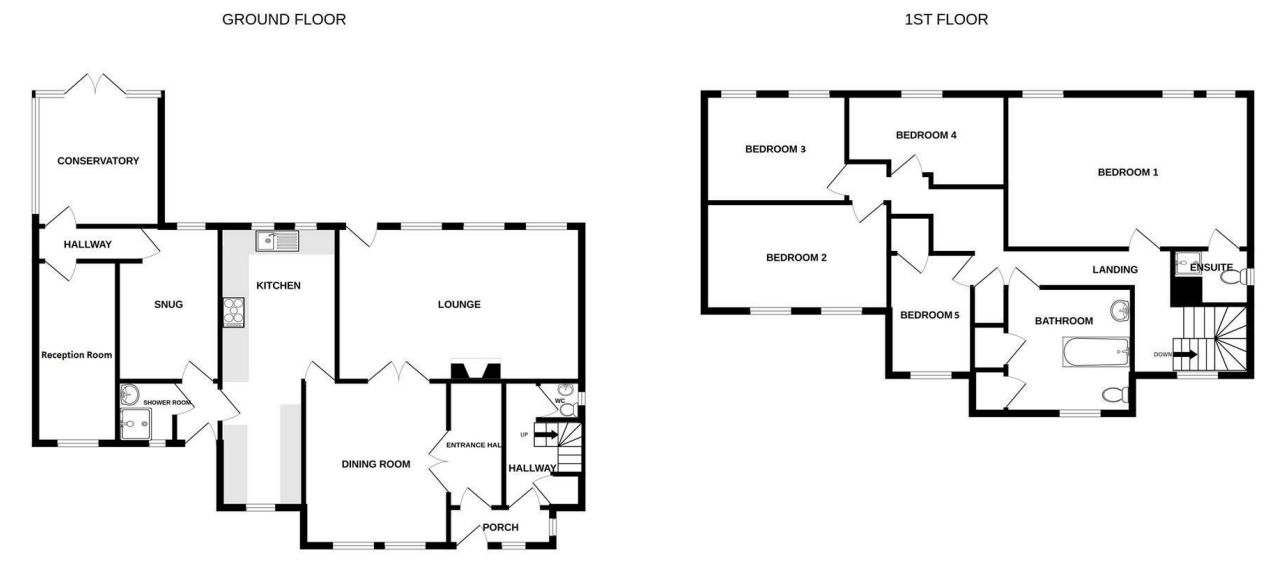 GROUND FLOOR
CONSERVATORY
HALLWAY
SNUG
KITCHEN
LOUNGE
Reception Room
SHOWER ROOM
DINING ROOM
ENTRANCE HAL
WC
UP
HALLWAY
PORCH
1ST FLOOR
BEDROOM 3
BEDROOM 4
BEDROOM 1
BEDROOM 2
LANDING
ENSUITE
BEDROOM 5
BATHROOM
DOWN